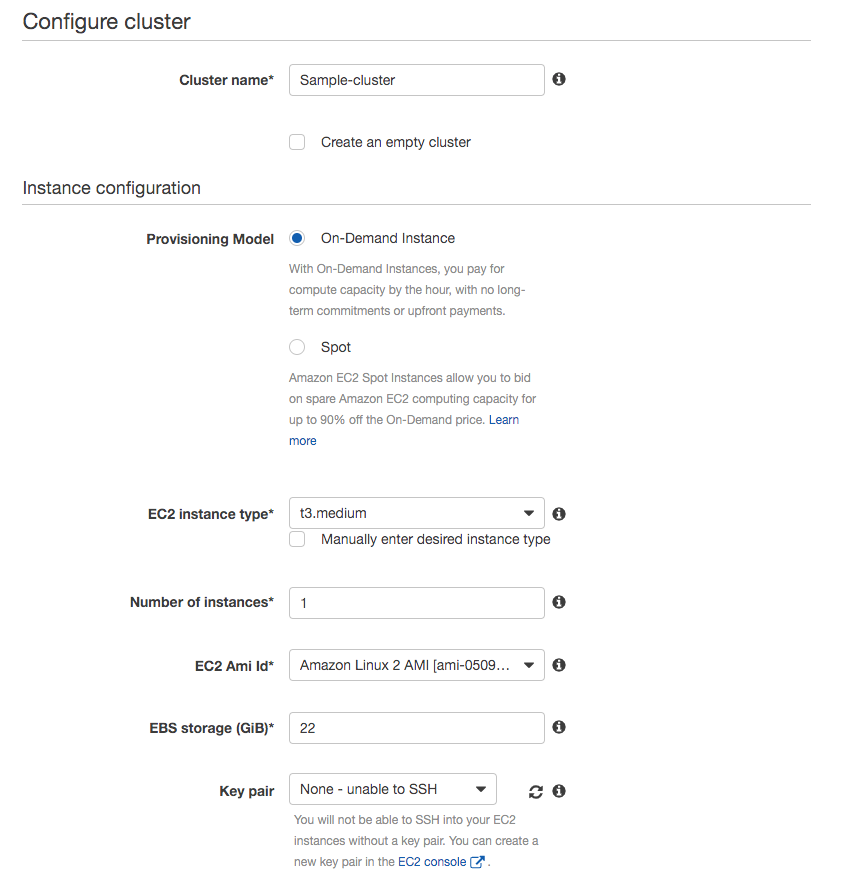 Configure cluster
Cluster name* Sample-cluster
Create an empty cluster
Instance configuration
Provisioning Model On-Demand Instance
With On-Demand Instances, you pay for
compute capacity by the hour, with no long-
term commitments or upfront payments.
Spot
Amazon EC2 Spot Instances allow you to bid
on spare Amazon EC2 computing capacity for
up to 90% off the On-Demand price. Learn
more
EC2 instance type* t3.medium
Manually enter desired instance type
Number of instances* 1
EC2 Ami Id* Amazon Linux 2 AMI [ami-0509...
EBS storage (GiB)* 22
Key pair None - unable to SSH
You will not be able to SSH into your EC2
instances without a key pair. You can create a
new key pair in the EC2 console .